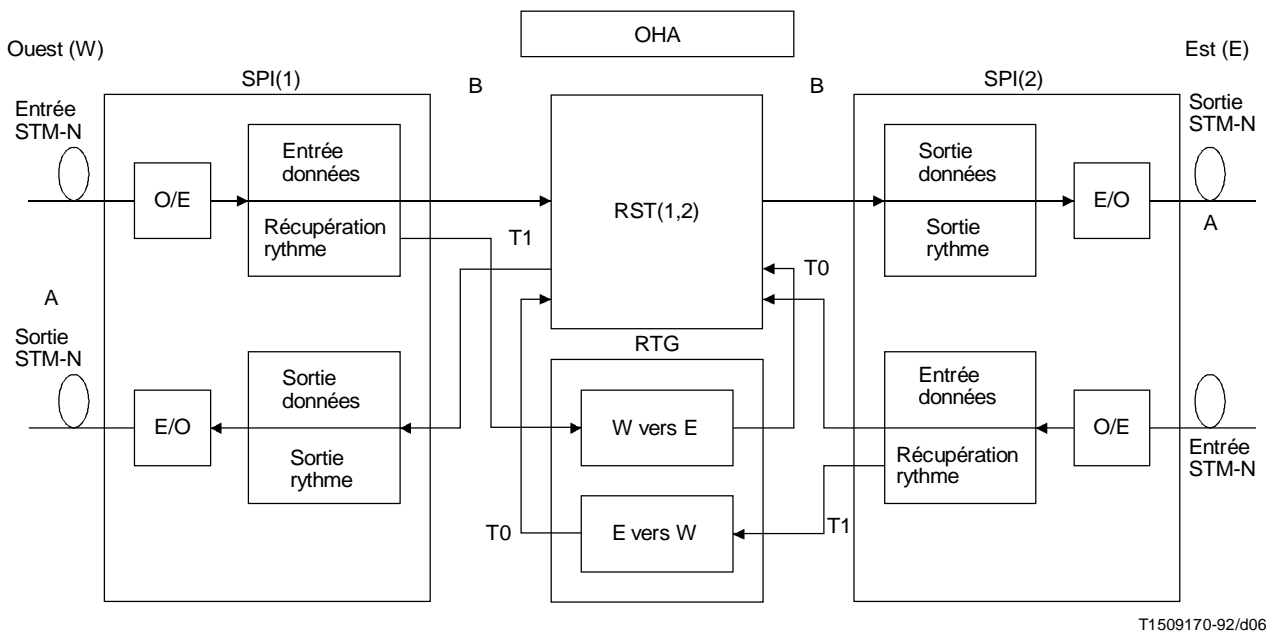 OHA
Ouest (W)
Est (E)
SPI(1)
B
B
SPI(2)
Entrée
STM-N
Sortie
STM-N
O/E
Entrée
données
Récupération
rythme
T1
RST(1,2)
T0
Sortie
données
Sortie
rythme
E/O
A
A
Sortie
STM-N
E/O
Sortie
données
Sortie
rythme
RTG
W vers E
E vers W
T0
T1
Entrée
données
Récupération
rythme
O/E
Entrée
STM-N
T1509170-92/d06